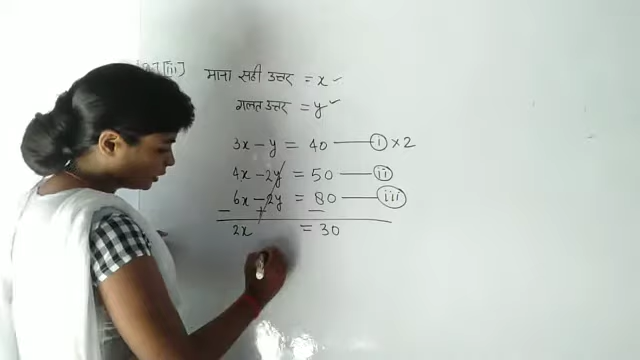 [iii] माना सही उत्तर = x ✓
गलत उत्तर = y ✓
3x - y = 40 — (i) × 2
4x - 2y = 50 — (ii)
6x - 2y = 80 — (iii)
- + -
2x = 30